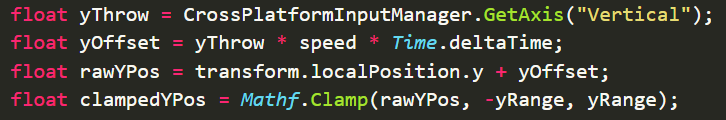 float yThrow = CrossPlatformInputManager.GetAxis("Vertical");
float yOffset = yThrow * speed * Time.deltaTime;
float rawYPos = transform.localPosition.y + yOffset;
float clampedYPos = Mathf.Clamp(rawYPos, -yRange, yRange);